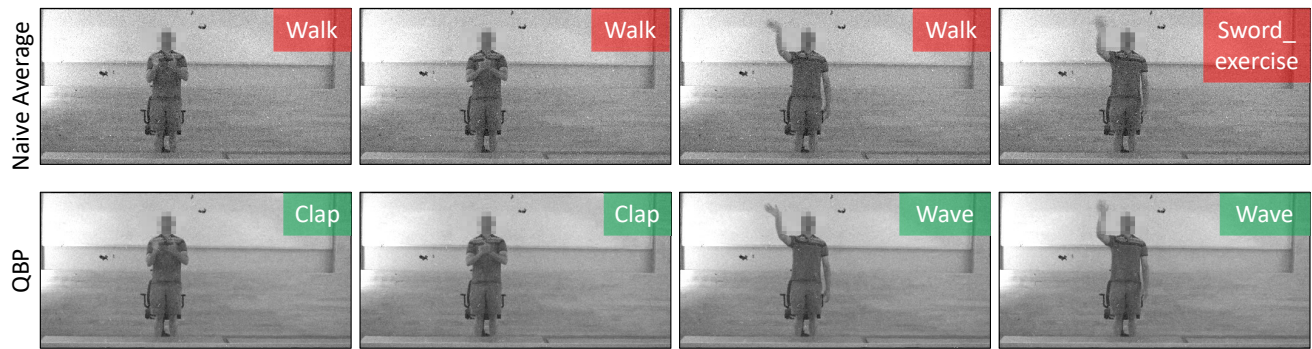 Naive Average
Walk
Walk
Walk
Sword_
exercise
QBP
Clap
Clap
Wave
Wave